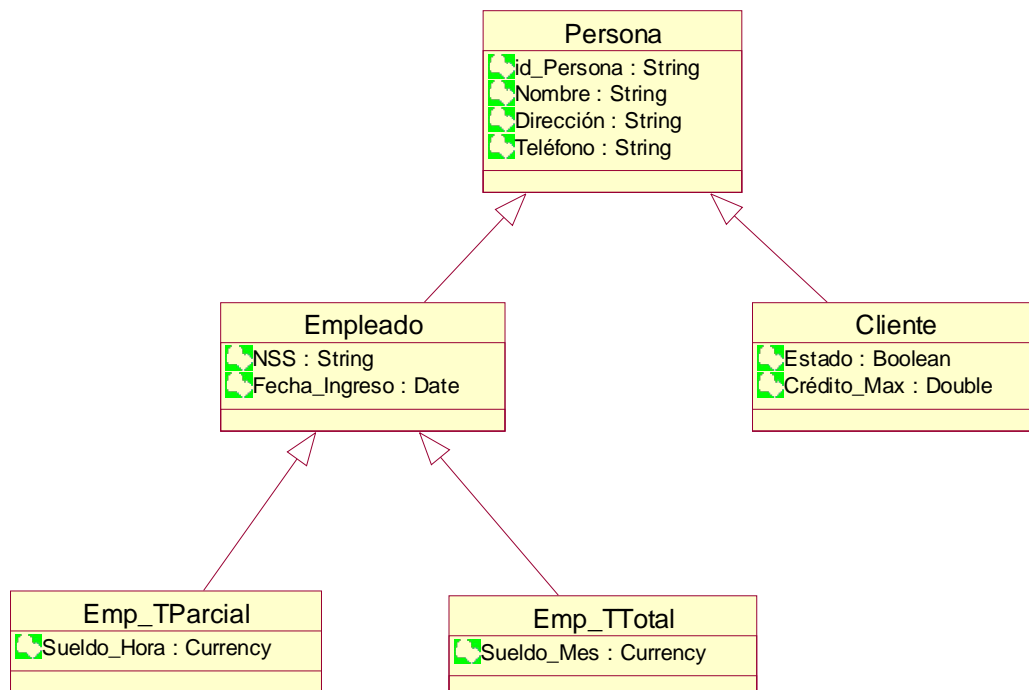 Persona
id_Persona : String
Nombre : String
Dirección : String
Teléfono : String
Empleado
NSS : String
Fecha_Ingreso : Date
Cliente
Estado : Boolean
Crédito_Max : Double
Emp_TParcial
Sueldo_Hora : Currency
Emp_TTotal
Sueldo_Mes : Currency